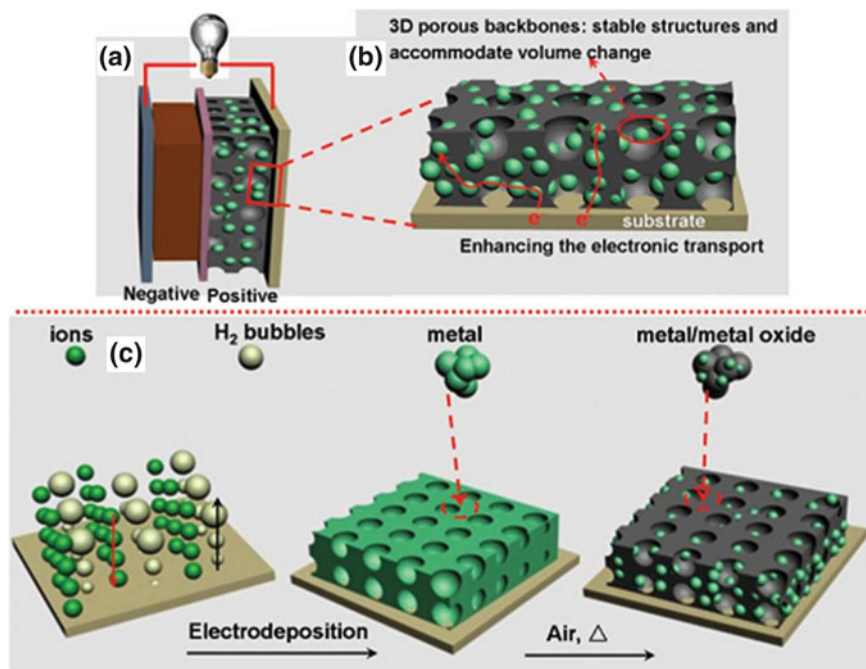 (a)
Negative Positive
(b)
3D porous backbones: stable structures and
accommodate volume change
e⁻ e⁻ substrate
Enhancing the electronic transport
(c)
ions
H₂ bubbles
metal
metal/metal oxide
Electrodeposition
Air, △